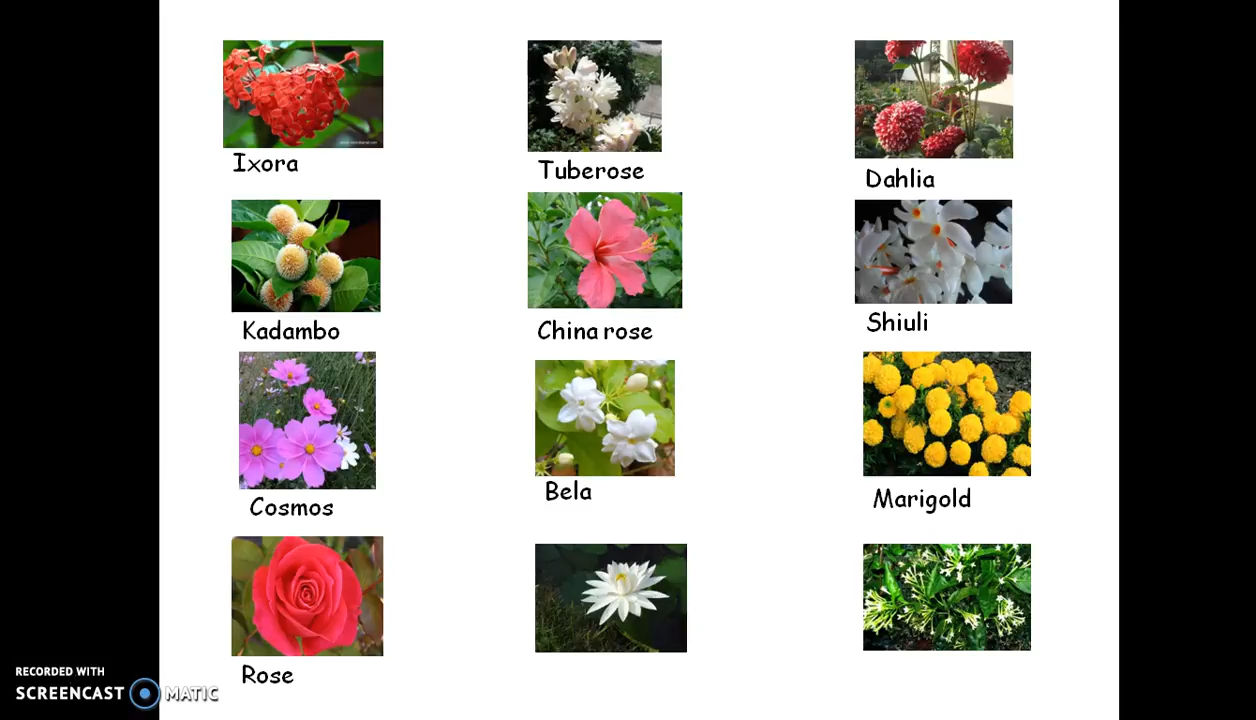 Ixora
Tuberose
Dahlia
Kadambo
China rose
Shiuli
Cosmos
Bela
Marigold
Rose
RECORDED WITH
SCREENCAST MATIC